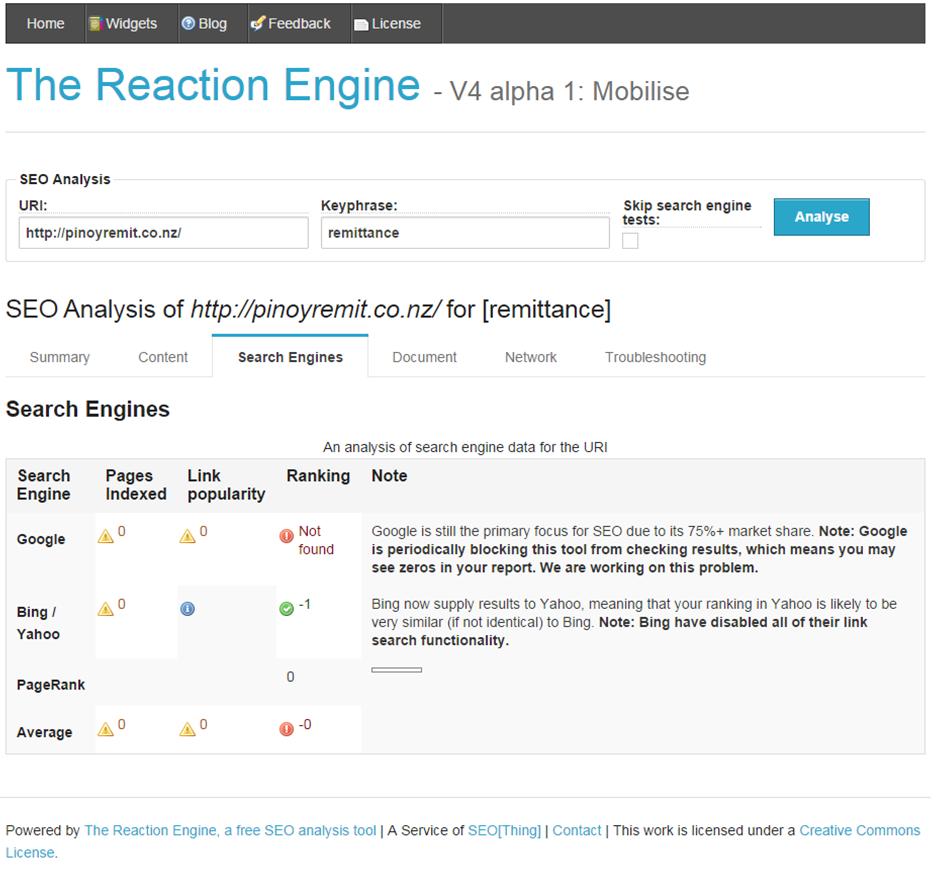 Home Widgets Blog Feedback License
The Reaction Engine - V4 alpha 1: Mobilise
SEO Analysis
URI: Keyphrase: Skip search engine
tests:
http://pinoyremit.co.nz/ remittance Analyse
SEO Analysis of http://pinoyremit.co.nz/ for [remittance]
Summary Content Search Engines Document Network Troubleshooting
Search Engines
An analysis of search engine data for the URI
Search Pages Link Ranking Note
Engine Indexed popularity
Google 0 0 Not Google is still the primary focus for SEO due to its 75%+ market share. Note: Google
found is periodically blocking this tool from checking results, which means you may
see zeros in your report. We are working on this problem.
Bing / 0 -1 Bing now supply results to Yahoo, meaning that your ranking in Yahoo is likely to be
Yahoo very similar (if not identical) to Bing. Note: Bing have disabled all of their link
search functionality.
PageRank 0
Average 0 0 -0
Powered by The Reaction Engine, a free SEO analysis tool | A Service of SEO[Thing] | Contact | This work is licensed under a Creative Commons
License.